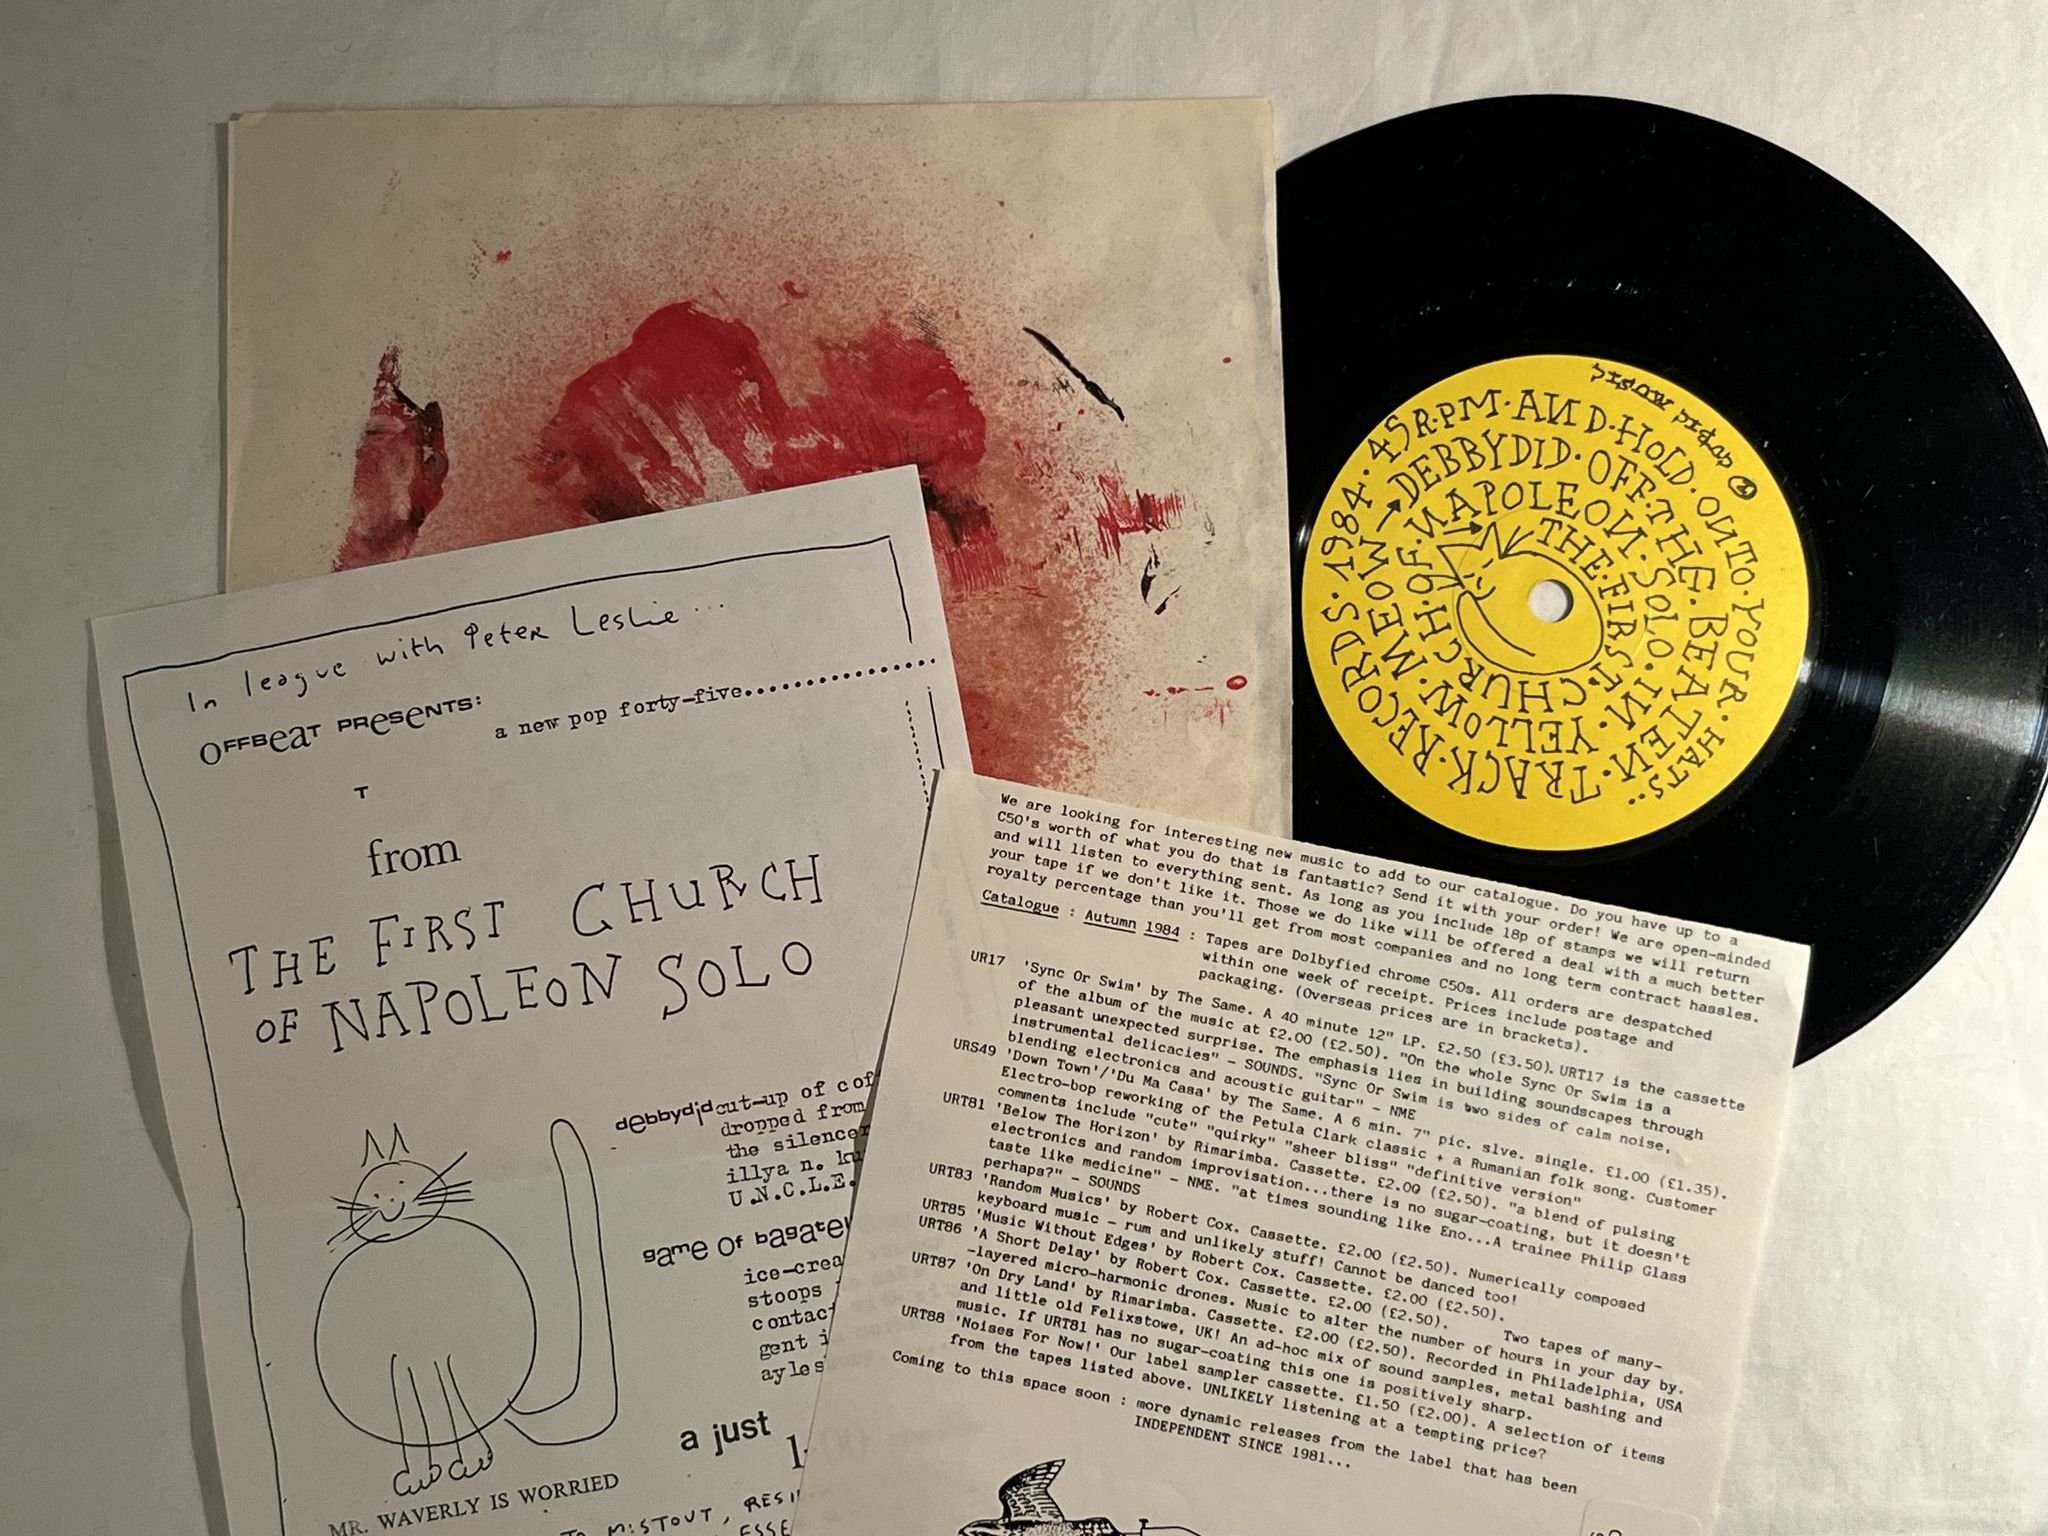 In league with Peter Leslie ...
OFFBEAT PRESENTS:
a new pop forty-five
T
from
THE FIRST CHURCH
OF NAPOLEON SOLO
debbydid cut-up of cof
dropped from
the silencer
illya n. ku
U.N.C.L.E.
game of bagatel
ice-crea
stoops
contact
gent i
ayles
a just
MR. WAVERLY IS WORRIED
TO MISTOUT, RESI
ESSE
cupid disown music
TRACK. RECORDS. 1984. 45 R.P.M. AND. HOLD. ONTO. YOUR. HATS..
YELLOW. MEOW → DEBBYDID. OFF. THE. BEATEN.
THE. FIRST. CHURCH. OF. NAPOLEON. SOLO. IN.
We are looking for interesting new music to add to our catalogue. Do you have up to a
C50's worth of what you do that is fantastic? Send it with your order! We are open-minded
and will listen to everything sent. As long as you include 18p of stamps we will return
your tape if we don't like it. Those we do like will be offered a deal with a much better
royalty percentage than you'll get from most companies and no long term contract hassles.
Catalogue : Autumn 1984 : Tapes are Dolbyfied chrome C50s. All orders are despatched
within one week of receipt. Prices include postage and
packaging. (Overseas prices are in brackets).
UR17 'Sync Or Swim' by The Same. A 40 minute 12" LP. £2.50 (£3.50). URT17 is the cassette
of the album of the music at £2.00 (£2.50). "On the whole Sync Or Swim is a
pleasant unexpected surprise. The emphasis lies in building soundscapes through
instrumental delicacies" - SOUNDS. "Sync Or Swim is two sides of calm noise,
blending electronics and acoustic guitar" - NME
URS49 'Down Town'/'Du Ma Casa' by The Same. A 6 min. 7" pic. slve. single. £1.00 (£1.35).
Electro-bop reworking of the Petula Clark classic + a Rumanian folk song. Customer
comments include "cute" "quirky" "sheer bliss" "definitive version"
URT81 'Below The Horizon' by Rimarimba. Cassette. £2.00 (£2.50). "a blend of pulsing
electronics and random improvisation...there is no sugar-coating, but it doesn't
taste like medicine" - NME. "at times sounding like Eno...A trainee Philip Glass
perhaps?" - SOUNDS
URT83 'Random Musics' by Robert Cox. Cassette. £2.00 (£2.50). Numerically composed
keyboard music - rum and unlikely stuff! Cannot be danced too!
URT85 'Music Without Edges' by Robert Cox. Cassette. £2.00 (£2.50).
URT86 'A Short Delay' by Robert Cox. Cassette. £2.00 (£2.50). Two tapes of many-
-layered micro-harmonic drones. Music to alter the number of hours in your day by.
URT87 'On Dry Land' by Rimarimba. Cassette. £2.00 (£2.50). Recorded in Philadelphia, USA
and little old Felixstowe, UK! An ad-hoc mix of sound samples, metal bashing and
music. If URT81 has no sugar-coating this one is positively sharp.
URT88 'Noises For Now!' Our label sampler cassette. £1.50 (£2.00). A selection of items
from the tapes listed above. UNLIKELY listening at a tempting price?
Coming to this space soon : more dynamic releases from the label that has been
INDEPENDENT SINCE 1981...